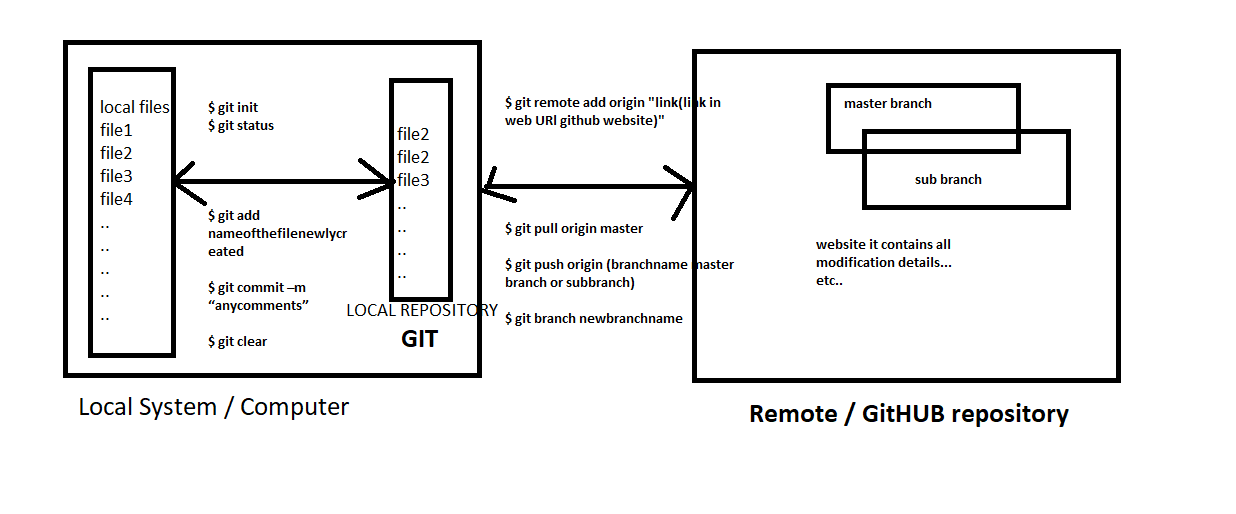 local files
file1
file2
file3
file4
..
..
..
..
..
$ git init
$ git status
$ git add
nameofthefilenewlycr
eated
$ git commit –m
“anycomments”
$ git clear
file2
file2
file3
..
..
..
..
LOCAL REPOSITORY
GIT
Local System / Computer
$ git remote add origin "link(link in
web URl github website)"
$ git pull origin master
$ git push origin (branchname master
branch or subbranch)
$ git branch newbranchname
master branch
sub branch
website it contains all
modification details...
etc..
Remote / GitHUB repository